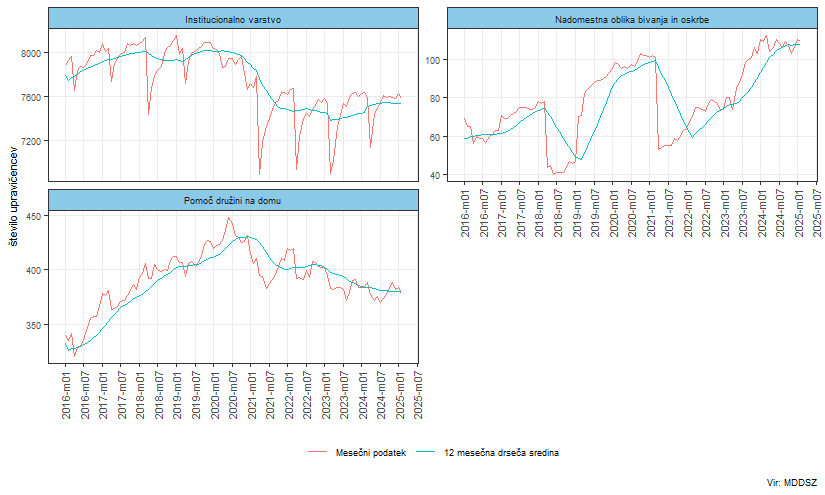 Institucionalno varstvo
Nadomestna oblika bivanja in oskrbe
8000
7600
7200
100
80
60
40
2016-m01
2016-m07
2017-m01
2017-m07
2018-m01
2018-m07
2019-m01
2019-m07
2020-m01
2020-m07
2021-m01
2021-m07
2022-m01
2022-m07
2023-m01
2023-m07
2024-m01
2024-m07
2025-m01
2025-m07
število upravičencev
Pomoč družini na domu
450
400
350
2016-m01
2016-m07
2017-m01
2017-m07
2018-m01
2018-m07
2019-m01
2019-m07
2020-m01
2020-m07
2021-m01
2021-m07
2022-m01
2022-m07
2023-m01
2023-m07
2024-m01
2024-m07
2025-m01
2025-m07
Mesečni podatek
12 mesečna drseča sredina
Vir: MDDSZ